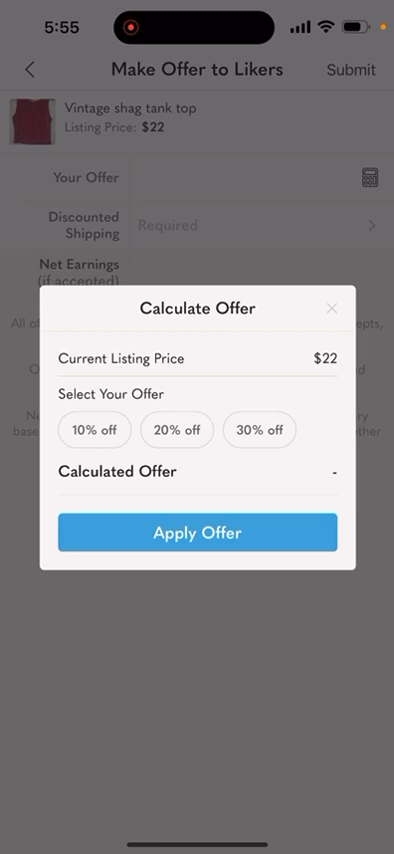 5:55
Make Offer to Likers
Submit
Vintage shag tank top
Listing Price: $22
Your Offer
Discounted
Shipping
Required
Net Earnings
(if accepted)
Calculate Offer
Current Listing Price
$22
Select Your Offer
10% off
20% off
30% off
Calculated Offer
-
Apply Offer